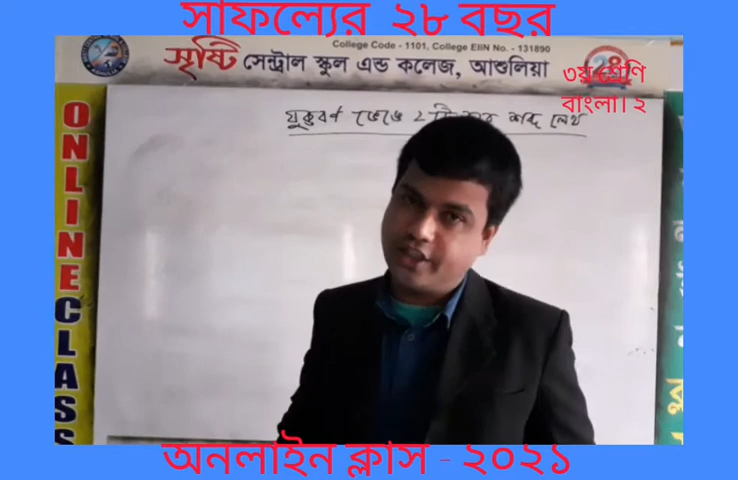 সাফল্যের ২৮ বছর
College Code - 1101, College EIIN No. - 131890
সৃষ্টি সেন্ট্রাল স্কুল এন্ড কলেজ, আশুলিয়া
28
৩য় শ্রেণি
বাংলা। ২
যুক্তবর্ণ ভেঙে ২টি শব্দ লেখ
ONLINE CLASS
অনলাইন ক্লাস - ২০২১